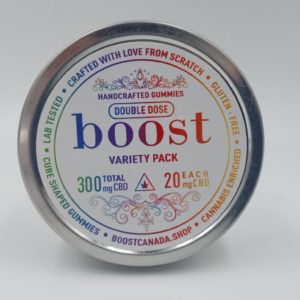 CRAFTED WITH LOVE FROM SCRATCH • GLUTEN - FREE • CANNABIS ENRICHED • BOOSTCANADA.SHOP • CUBE SHAPED GUMMIES • LAB TESTED •
HANDCRAFTED GUMMIES
DOUBLE DOSE
boost
VARIETY PACK
300 TOTAL mg CBD
20 EACH mg CBD